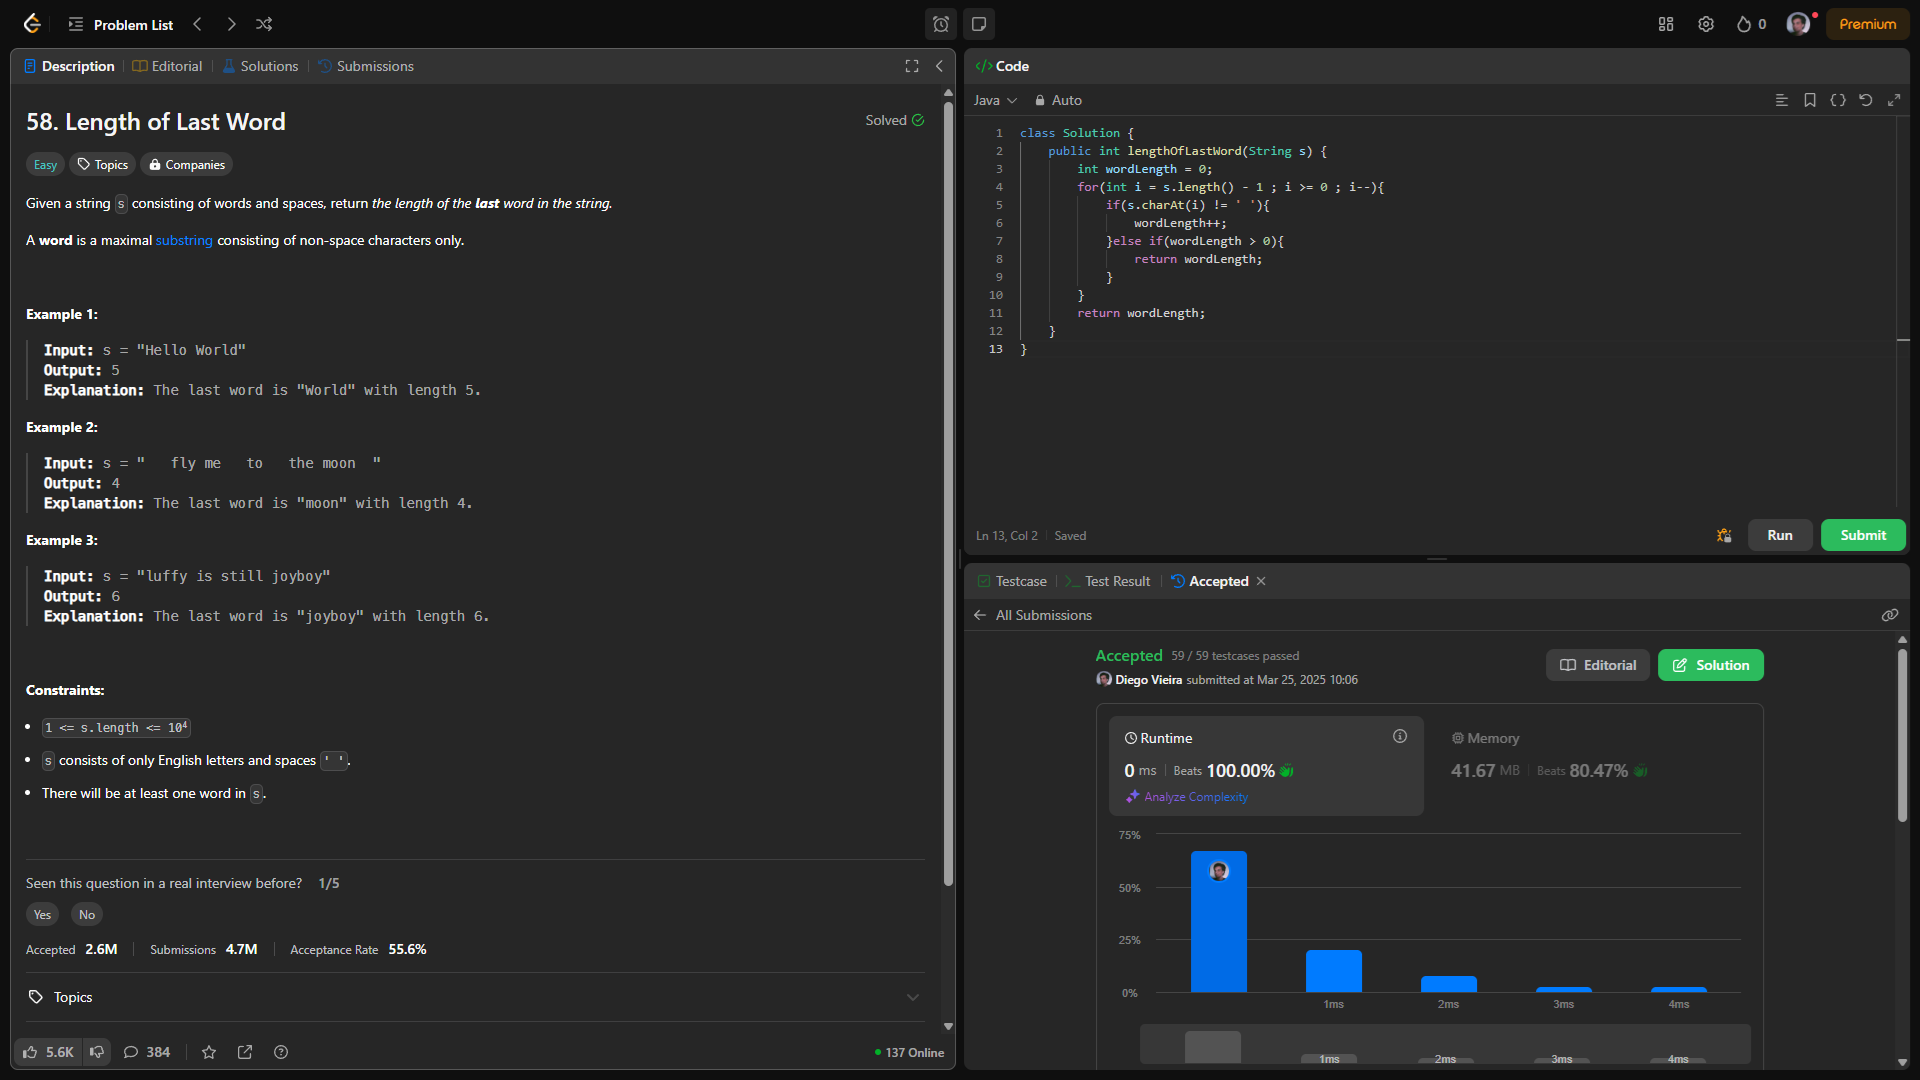 Problem List
0
Premium
Description
Editorial
Solutions
Submissions
58. Length of Last Word
Solved
Easy
Topics
Companies
Given a string s consisting of words and spaces, return the length of the last word in the string.
A word is a maximal substring consisting of non-space characters only.
Example 1:
Input: s = "Hello World"
Output: 5
Explanation: The last word is "World" with length 5.
Example 2:
Input: s = "   fly me   to   the moon  "
Output: 4
Explanation: The last word is "moon" with length 4.
Example 3:
Input: s = "luffy is still joyboy"
Output: 6
Explanation: The last word is "joyboy" with length 6.
Constraints:
• 1 <= s.length <= 10⁴
• s consists of only English letters and spaces ' '.
• There will be at least one word in s.
Seen this question in a real interview before? 1/5
Yes
No
Accepted 2.6M
Submissions 4.7M
Acceptance Rate 55.6%
Topics
5.6K
384
137 Online
Code
Java
Auto
1 class Solution {
2     public int lengthOfLastWord(String s) {
3         int wordLength = 0;
4         for(int i = s.length() - 1 ; i >= 0 ; i--){
5             if(s.charAt(i) != ' '){
6                 wordLength++;
7             }else if(wordLength > 0){
8                 return wordLength;
9             }
10         }
11         return wordLength;
12     }
13 }
Ln 13, Col 2
Saved
Run
Submit
Testcase
Test Result
Accepted
All Submissions
Accepted 59 / 59 testcases passed
Diego Vieira submitted at Mar 25, 2025 10:06
Editorial
Solution
Runtime
0 ms
Beats 100.00%
Analyze Complexity
Memory
41.67 MB
Beats 80.47%
75%
50%
25%
0%
1ms
2ms
3ms
4ms
1ms
2ms
3ms
4ms